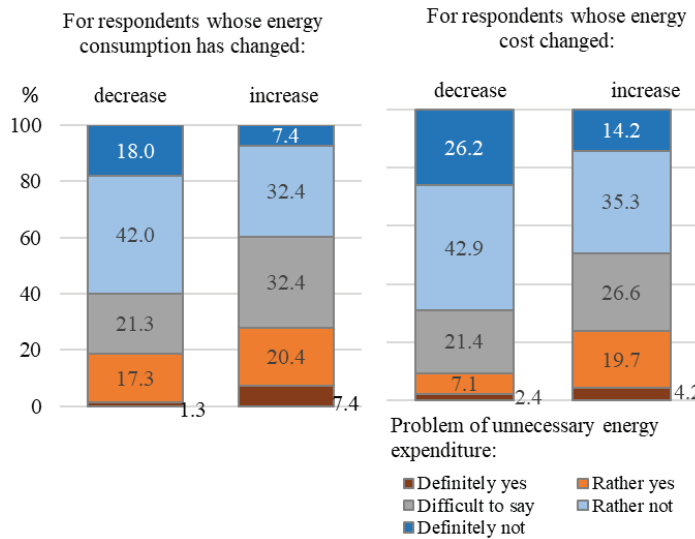 For respondents whose energy
consumption has changed:
For respondents whose energy
cost changed:
%
decrease
increase
decrease
increase
100
80
60
40
20
0
18.0
42.0
21.3
17.3
1.3
7.4
32.4
32.4
20.4
7.4
26.2
42.9
21.4
7.1
2.4
14.2
35.3
26.6
19.7
4.2
Problem of unnecessary energy
expenditure:
Definitely yes
Rather yes
Difficult to say
Rather not
Definitely not